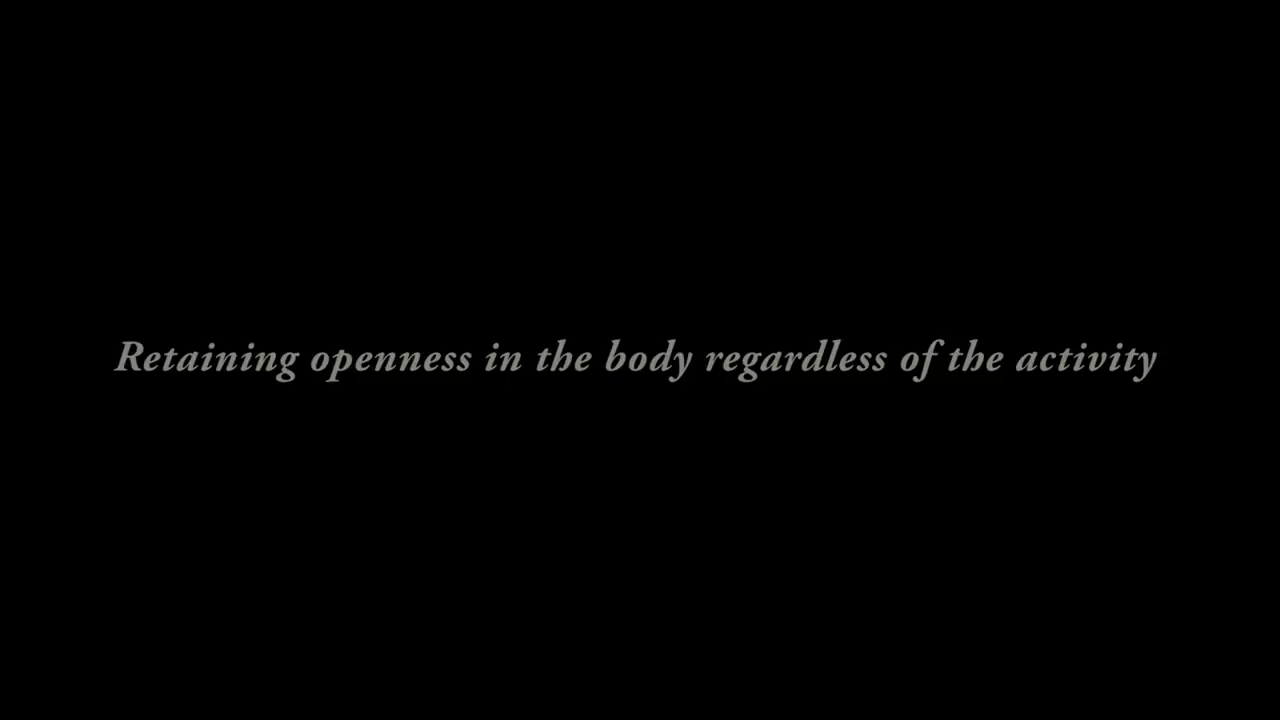 Retaining openness in the body regardless of the activity